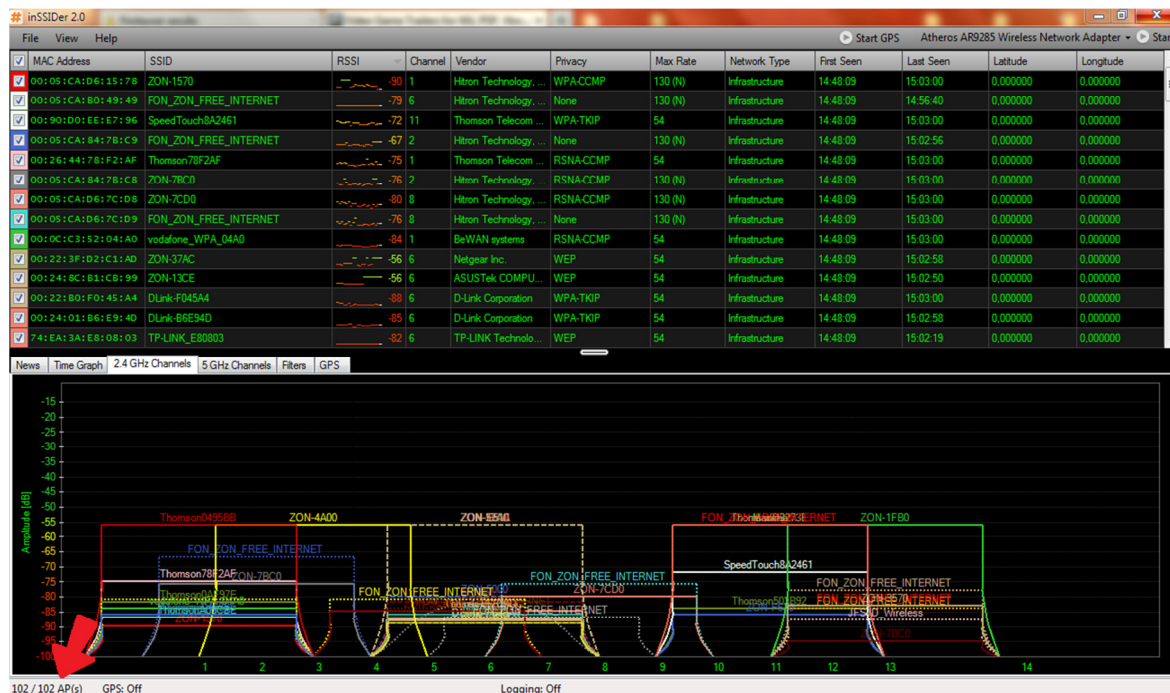 inSSIDer 2.0
File View Help Start GPS Atheros AR9285 Wireless Network Adapter Star
MAC Address SSID RSSI Channel Vendor Privacy Max Rate Network Type First Seen Last Seen Latitude Longitude
00:05:CA:D6:15:78 ZON-1570 -90 1 Hitron Technology,... WPA-CCMP 130 (N) Infrastructure 14:48:09 15:03:00 0,000000 0,000000
00:05:CA:B0:49:49 FON_ZON_FREE_INTERNET -79 6 Hitron Technology,... None 130 (N) Infrastructure 14:48:09 14:56:40 0,000000 0,000000
00:90:D0:EE:E7:96 SpeedTouch8A2461 -72 11 Thomson Telecom ... WPA-TKIP 54 Infrastructure 14:48:09 15:03:00 0,000000 0,000000
00:05:CA:84:7B:C9 FON_ZON_FREE_INTERNET -67 2 Hitron Technology,... None 130 (N) Infrastructure 14:48:09 15:02:56 0,000000 0,000000
00:26:44:78:F2:AF Thomson78F2AF -75 1 Thomson Telecom ... RSNA-CCMP 54 Infrastructure 14:48:09 15:03:00 0,000000 0,000000
00:05:CA:84:7B:C8 ZON-7BC0 -76 2 Hitron Technology,... RSNA-CCMP 130 (N) Infrastructure 14:48:09 15:03:00 0,000000 0,000000
00:05:CA:D6:7C:D8 ZON-7CD0 -80 8 Hitron Technology,... RSNA-CCMP 130 (N) Infrastructure 14:48:09 15:03:00 0,000000 0,000000
00:05:CA:D6:7C:D9 FON_ZON_FREE_INTERNET -76 8 Hitron Technology,... None 130 (N) Infrastructure 14:48:09 15:03:00 0,000000 0,000000
00:0C:C3:52:04:A0 vodafone_WPA_04A0 -84 1 BeWAN systems RSNA-CCMP 54 Infrastructure 14:48:09 15:03:00 0,000000 0,000000
00:22:3F:D2:C1:AD ZON-37AC -56 6 Netgear Inc. WEP 54 Infrastructure 14:48:09 15:02:58 0,000000 0,000000
00:24:8C:B1:CB:99 ZON-13CE -56 6 ASUSTek COMPU... WEP 54 Infrastructure 14:48:09 15:02:50 0,000000 0,000000
00:22:B0:F0:45:A4 DLink-F045A4 -88 6 D-Link Corporation WPA-TKIP 54 Infrastructure 14:48:09 15:03:00 0,000000 0,000000
00:24:01:B6:E9:4D DLink-B6E94D -85 6 D-Link Corporation WPA-TKIP 54 Infrastructure 14:48:09 15:02:58 0,000000 0,000000
74:EA:3A:E8:08:03 TP-LINK_E80803 -82 6 TP-LINK Technolo... WEP 54 Infrastructure 14:48:09 15:02:19 0,000000 0,000000
News Time Graph 2.4 GHz Channels 5 GHz Channels Filters GPS
Amplitude [dB]
-15
-20
-25
-30
-35
-40
-45
-50
-55
-60
-65
-70
-75
-80
-85
-90
-95
-100
Thomson0495BB ZON-4A00 ZON-1FB0
FON_ZON_FREE_INTERNET
SpeedTouch8A2461
Thomson78F2AF ZON-7BC0 FON_ZON_FREE_INTERNET FON_ZON_FREE_INTERNET
ZON-7CD0
JFSJD_Wireless
ZON-7BC0
1 2 3 4 5 6 7 8 9 10 11 12 13 14
102 / 102 AP(s) GPS: Off Logging: Off